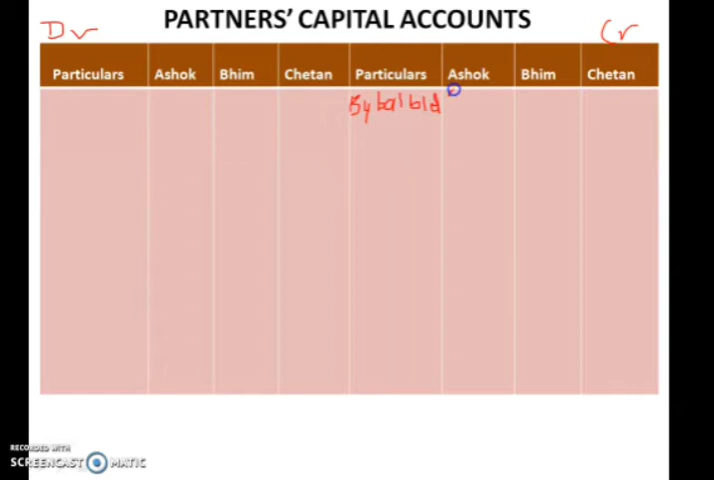 PARTNERS' CAPITAL ACCOUNTS
Dr Cr
Particulars Ashok Bhim Chetan Particulars Ashok Bhim Chetan
By bal b/d
RECORDED WITH
SCREENCAST MATIC